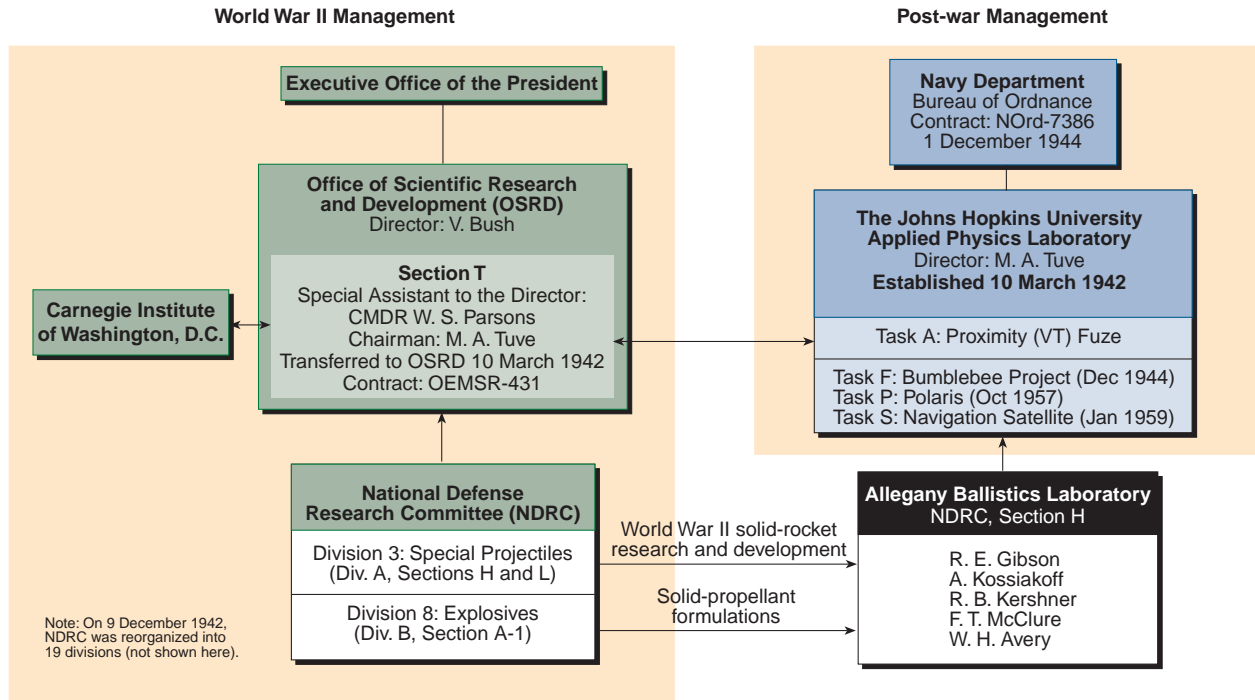 World War II Management
Post-war Management
Executive Office of the President
Office of Scientific Research
and Development (OSRD)
Director: V. Bush
Section T
Special Assistant to the Director:
CMDR W. S. Parsons
Chairman: M. A. Tuve
Transferred to OSRD 10 March 1942
Contract: OEMSR-431
Carnegie Institute
of Washington, D.C.
National Defense
Research Committee (NDRC)
Division 3: Special Projectiles
(Div. A, Sections H and L)
Division 8: Explosives
(Div. B, Section A-1)
Note: On 9 December 1942,
NDRC was reorganized into
19 divisions (not shown here).
World War II solid-rocket
research and development
Solid-propellant
formulations
Navy Department
Bureau of Ordnance
Contract: NOrd-7386
1 December 1944
The Johns Hopkins University
Applied Physics Laboratory
Director: M. A. Tuve
Established 10 March 1942
Task A: Proximity (VT) Fuze
Task F: Bumblebee Project (Dec 1944)
Task P: Polaris (Oct 1957)
Task S: Navigation Satellite (Jan 1959)
Allegany Ballistics Laboratory
NDRC, Section H
R. E. Gibson
A. Kossiakoff
R. B. Kershner
F. T. McClure
W. H. Avery